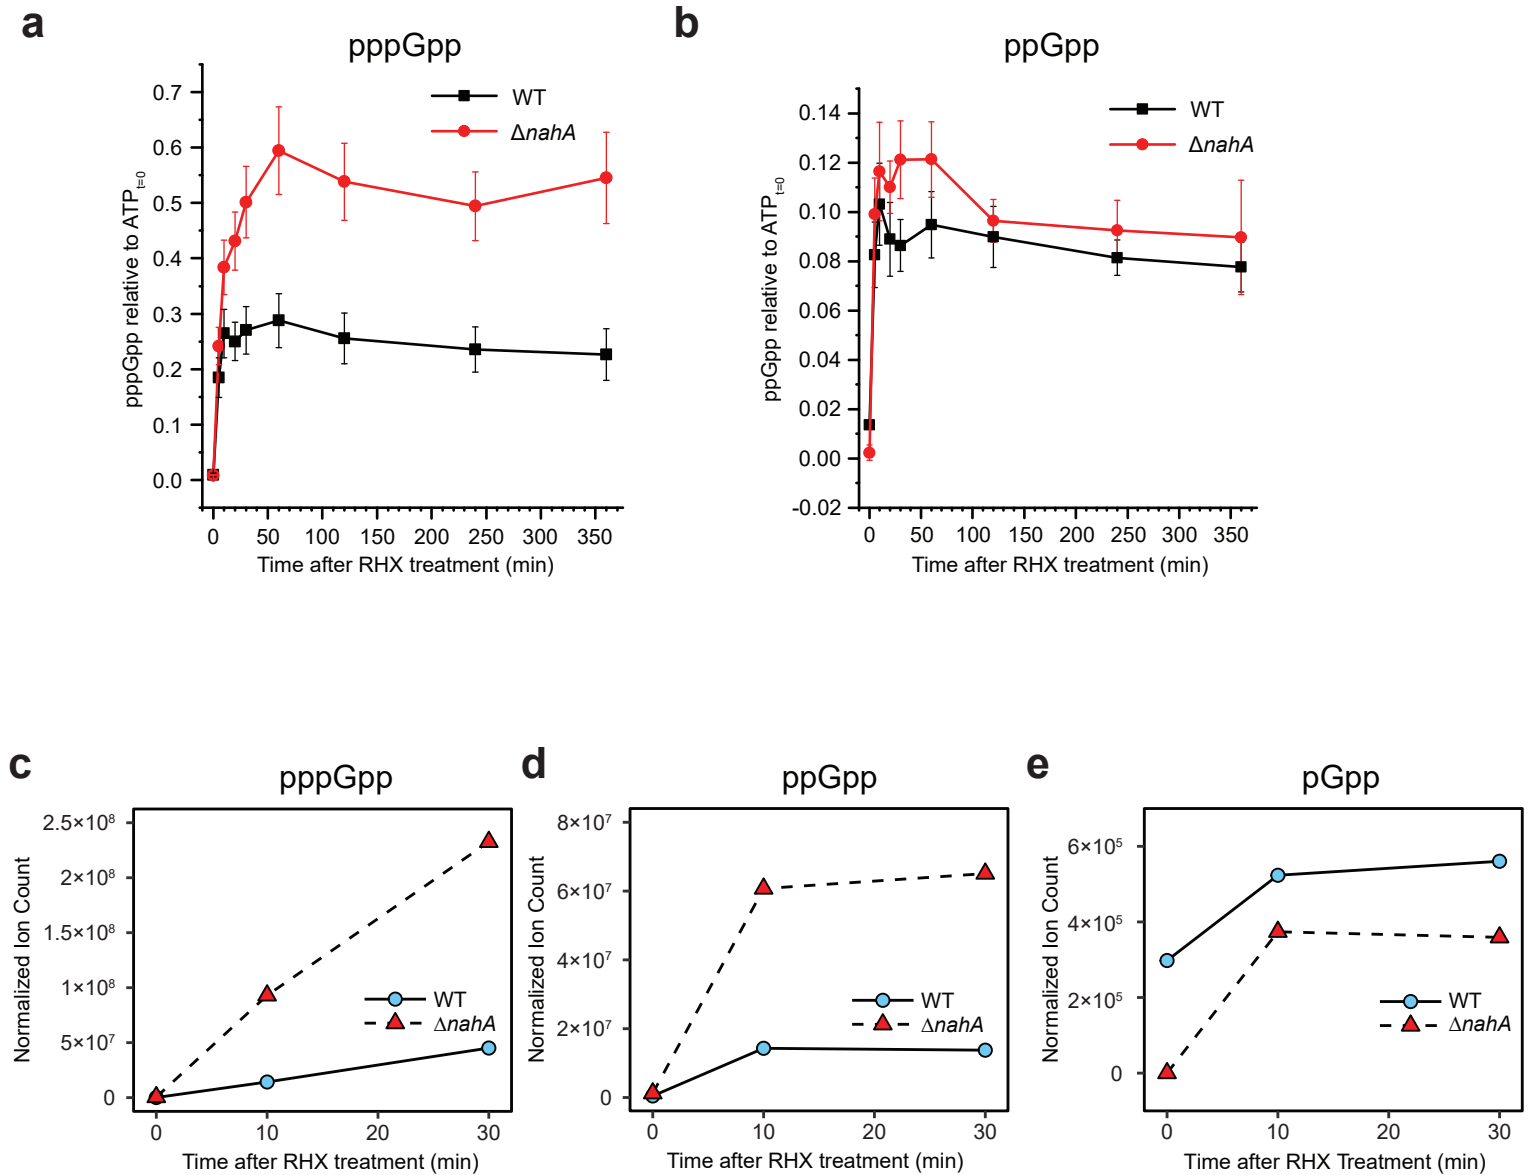 a
pppGpp
WT
ΔnahA
pppGpp relative to ATPt=0
0.7
0.6
0.5
0.4
0.3
0.2
0.1
0.0
0 50 100 150 200 250 300 350
Time after RHX treatment (min)
b
ppGpp
WT
ΔnahA
ppGpp relative to ATPt=0
0.14
0.12
0.10
0.08
0.06
0.04
0.02
0.00
-0.02
0 50 100 150 200 250 300 350
Time after RHX treatment (min)
c
pppGpp
Normalized Ion Count
2.5×10⁸
2×10⁸
1.5×10⁸
1×10⁸
5×10⁷
0
WT
ΔnahA
0 10 20 30
Time after RHX treatment (min)
d
ppGpp
Normalized Ion Count
8×10⁷
6×10⁷
4×10⁷
2×10⁷
0
WT
ΔnahA
0 10 20 30
Time after RHX treatment (min)
e
pGpp
Normalized Ion Count
6×10⁵
4×10⁵
2×10⁵
0
WT
ΔnahA
0 10 20 30
Time after RHX Treatment (min)